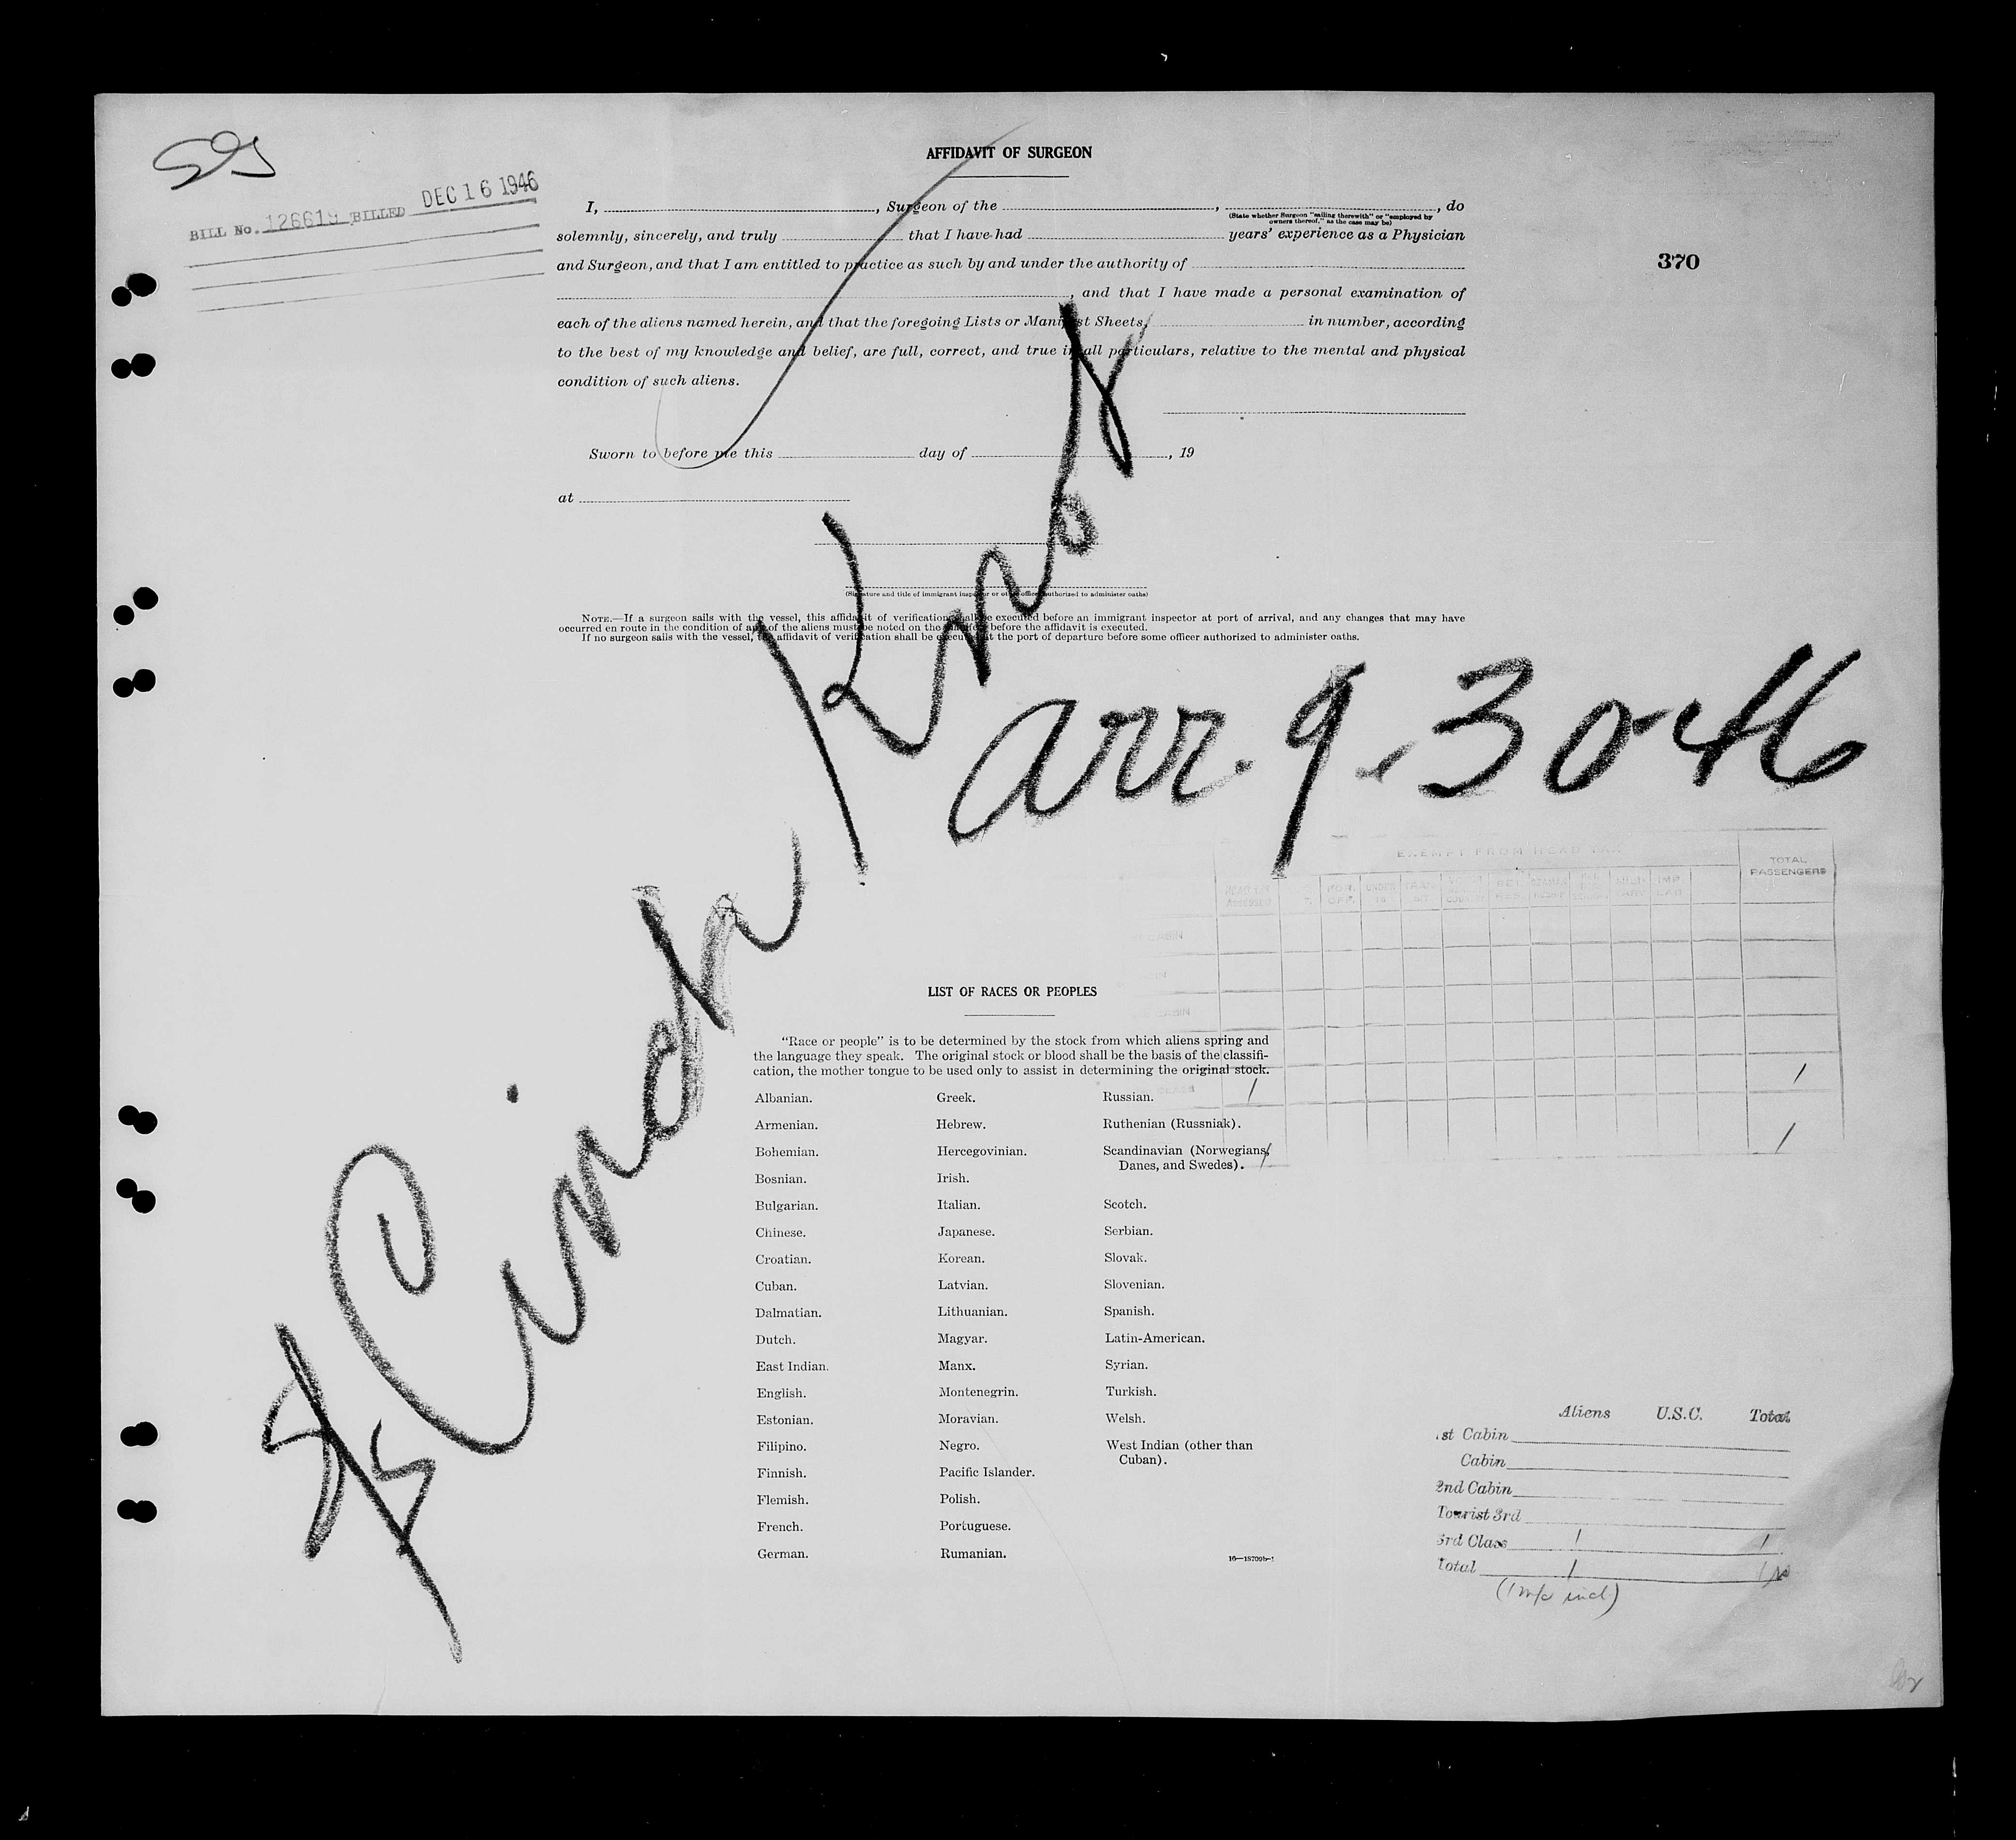 BILL No. 126619 BILLED DEC 16 1946
AFFIDAVIT OF SURGEON
I, , Surgeon of the , , do
(State whether Surgeon "sailing therewith" or "employed by
owners thereof," as the case may be)
solemnly, sincerely, and truly that I have had years' experience as a Physician
and Surgeon, and that I am entitled to practice as such by and under the authority of
, and that I have made a personal examination of
each of the aliens named herein, and that the foregoing Lists or Manifest Sheets, in number, according
to the best of my knowledge and belief, are full, correct, and true in all particulars, relative to the mental and physical
condition of such aliens.
370
Sworn to before me this day of , 19
at
(Signature and title of immigrant inspector or other officer authorized to administer oaths)
NOTE.—If a surgeon sails with the vessel, this affidavit of verification shall be executed before an immigrant inspector at port of arrival, and any changes that may have
occurred en route in the condition of any of the aliens must be noted on the manifest before the affidavit is executed.
If no surgeon sails with the vessel, the affidavit of verification shall be executed at the port of departure before some officer authorized to administer oaths.
SS Cinch Knot
arr. 9-30-46
EXEMPT FROM HEAD TAX
TOTAL
PASSENGERS
1
1
1
1
LIST OF RACES OR PEOPLES
"Race or people" is to be determined by the stock from which aliens spring and
the language they speak. The original stock or blood shall be the basis of the classifi-
cation, the mother tongue to be used only to assist in determining the original stock.
Albanian.
Armenian.
Bohemian.
Bosnian.
Bulgarian.
Chinese.
Croatian.
Cuban.
Dalmatian.
Dutch.
East Indian.
English.
Estonian.
Filipino.
Finnish.
Flemish.
French.
German.
Greek.
Hebrew.
Hercegovinian.
Irish.
Italian.
Japanese.
Korean.
Latvian.
Lithuanian.
Magyar.
Manx.
Montenegrin.
Moravian.
Negro.
Pacific Islander.
Polish.
Portuguese.
Rumanian.
Russian.
Ruthenian (Russniak).
Scandinavian (Norwegians,
Danes, and Swedes).
Scotch.
Serbian.
Slovak.
Slovenian.
Spanish.
Latin-American.
Syrian.
Turkish.
Welsh.
West Indian (other than
Cuban).
16—18709b-1
Aliens U.S.C. Total
1st Cabin
Cabin
2nd Cabin
Tourist 3rd
3rd Class 1 1
Total 1 1